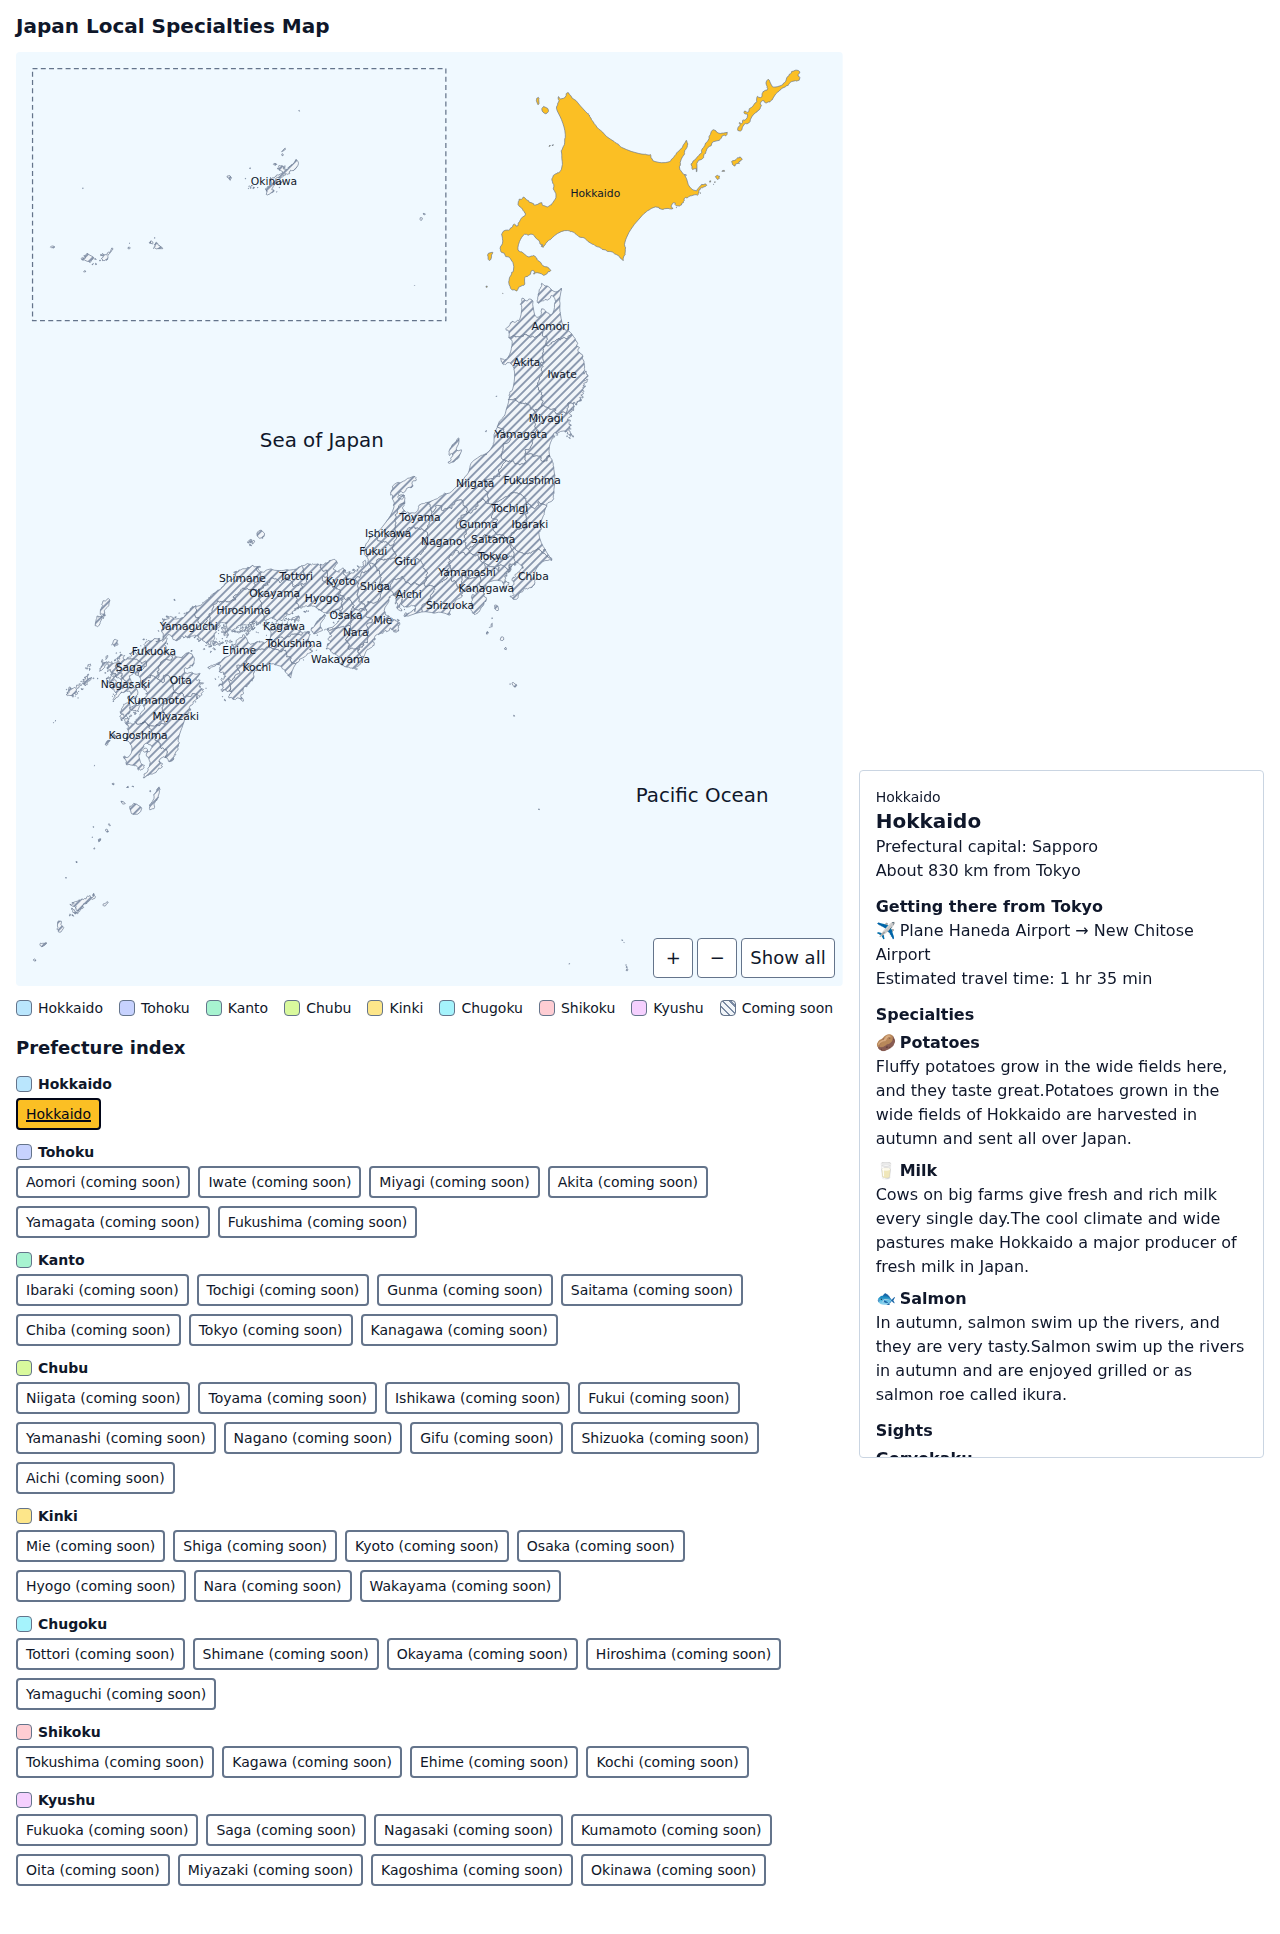 Japan Local Specialties Map
Okinawa
Hokkaido
Aomori
Akita
Iwate
Miyagi
Yamagata
Sea of Japan
Niigata
Fukushima
Tochigi
Toyama
Gunma
Ibaraki
Ishikawa
Nagano
Saitama
Fukui
Gifu
Tokyo
Yamanashi
Chiba
Shimane
Tottori
Kyoto
Shiga
Kanagawa
Okayama
Hyogo
Aichi
Shizuoka
Hiroshima
Osaka
Mie
Yamaguchi
Kagawa
Nara
Tokushima
Fukuoka
Ehime
Wakayama
Saga
Kochi
Nagasaki
Oita
Kumamoto
Miyazaki
Kagoshima
Pacific Ocean
+
−
Show all
Hokkaido
Tohoku
Kanto
Chubu
Kinki
Chugoku
Shikoku
Kyushu
Coming soon
Prefecture index
Hokkaido
Hokkaido
Tohoku
Aomori (coming soon)
Iwate (coming soon)
Miyagi (coming soon)
Akita (coming soon)
Yamagata (coming soon)
Fukushima (coming soon)
Kanto
Ibaraki (coming soon)
Tochigi (coming soon)
Gunma (coming soon)
Saitama (coming soon)
Chiba (coming soon)
Tokyo (coming soon)
Kanagawa (coming soon)
Chubu
Niigata (coming soon)
Toyama (coming soon)
Ishikawa (coming soon)
Fukui (coming soon)
Yamanashi (coming soon)
Nagano (coming soon)
Gifu (coming soon)
Shizuoka (coming soon)
Aichi (coming soon)
Kinki
Mie (coming soon)
Shiga (coming soon)
Kyoto (coming soon)
Osaka (coming soon)
Hyogo (coming soon)
Nara (coming soon)
Wakayama (coming soon)
Chugoku
Tottori (coming soon)
Shimane (coming soon)
Okayama (coming soon)
Hiroshima (coming soon)
Yamaguchi (coming soon)
Shikoku
Tokushima (coming soon)
Kagawa (coming soon)
Ehime (coming soon)
Kochi (coming soon)
Kyushu
Fukuoka (coming soon)
Saga (coming soon)
Nagasaki (coming soon)
Kumamoto (coming soon)
Oita (coming soon)
Miyazaki (coming soon)
Kagoshima (coming soon)
Okinawa (coming soon)
Hokkaido
Hokkaido
Prefectural capital: Sapporo
About 830 km from Tokyo
Getting there from Tokyo
✈️ Plane Haneda Airport → New Chitose
Airport
Estimated travel time: 1 hr 35 min
Specialties
🥔 Potatoes
Fluffy potatoes grow in the wide fields here,
and they taste great.Potatoes grown in the
wide fields of Hokkaido are harvested in
autumn and sent all over Japan.
🥛 Milk
Cows on big farms give fresh and rich milk
every single day.The cool climate and wide
pastures make Hokkaido a major producer of
fresh milk in Japan.
🐟 Salmon
In autumn, salmon swim up the rivers, and
they are very tasty.Salmon swim up the rivers
in autumn and are enjoyed grilled or as
salmon roe called ikura.
Sights